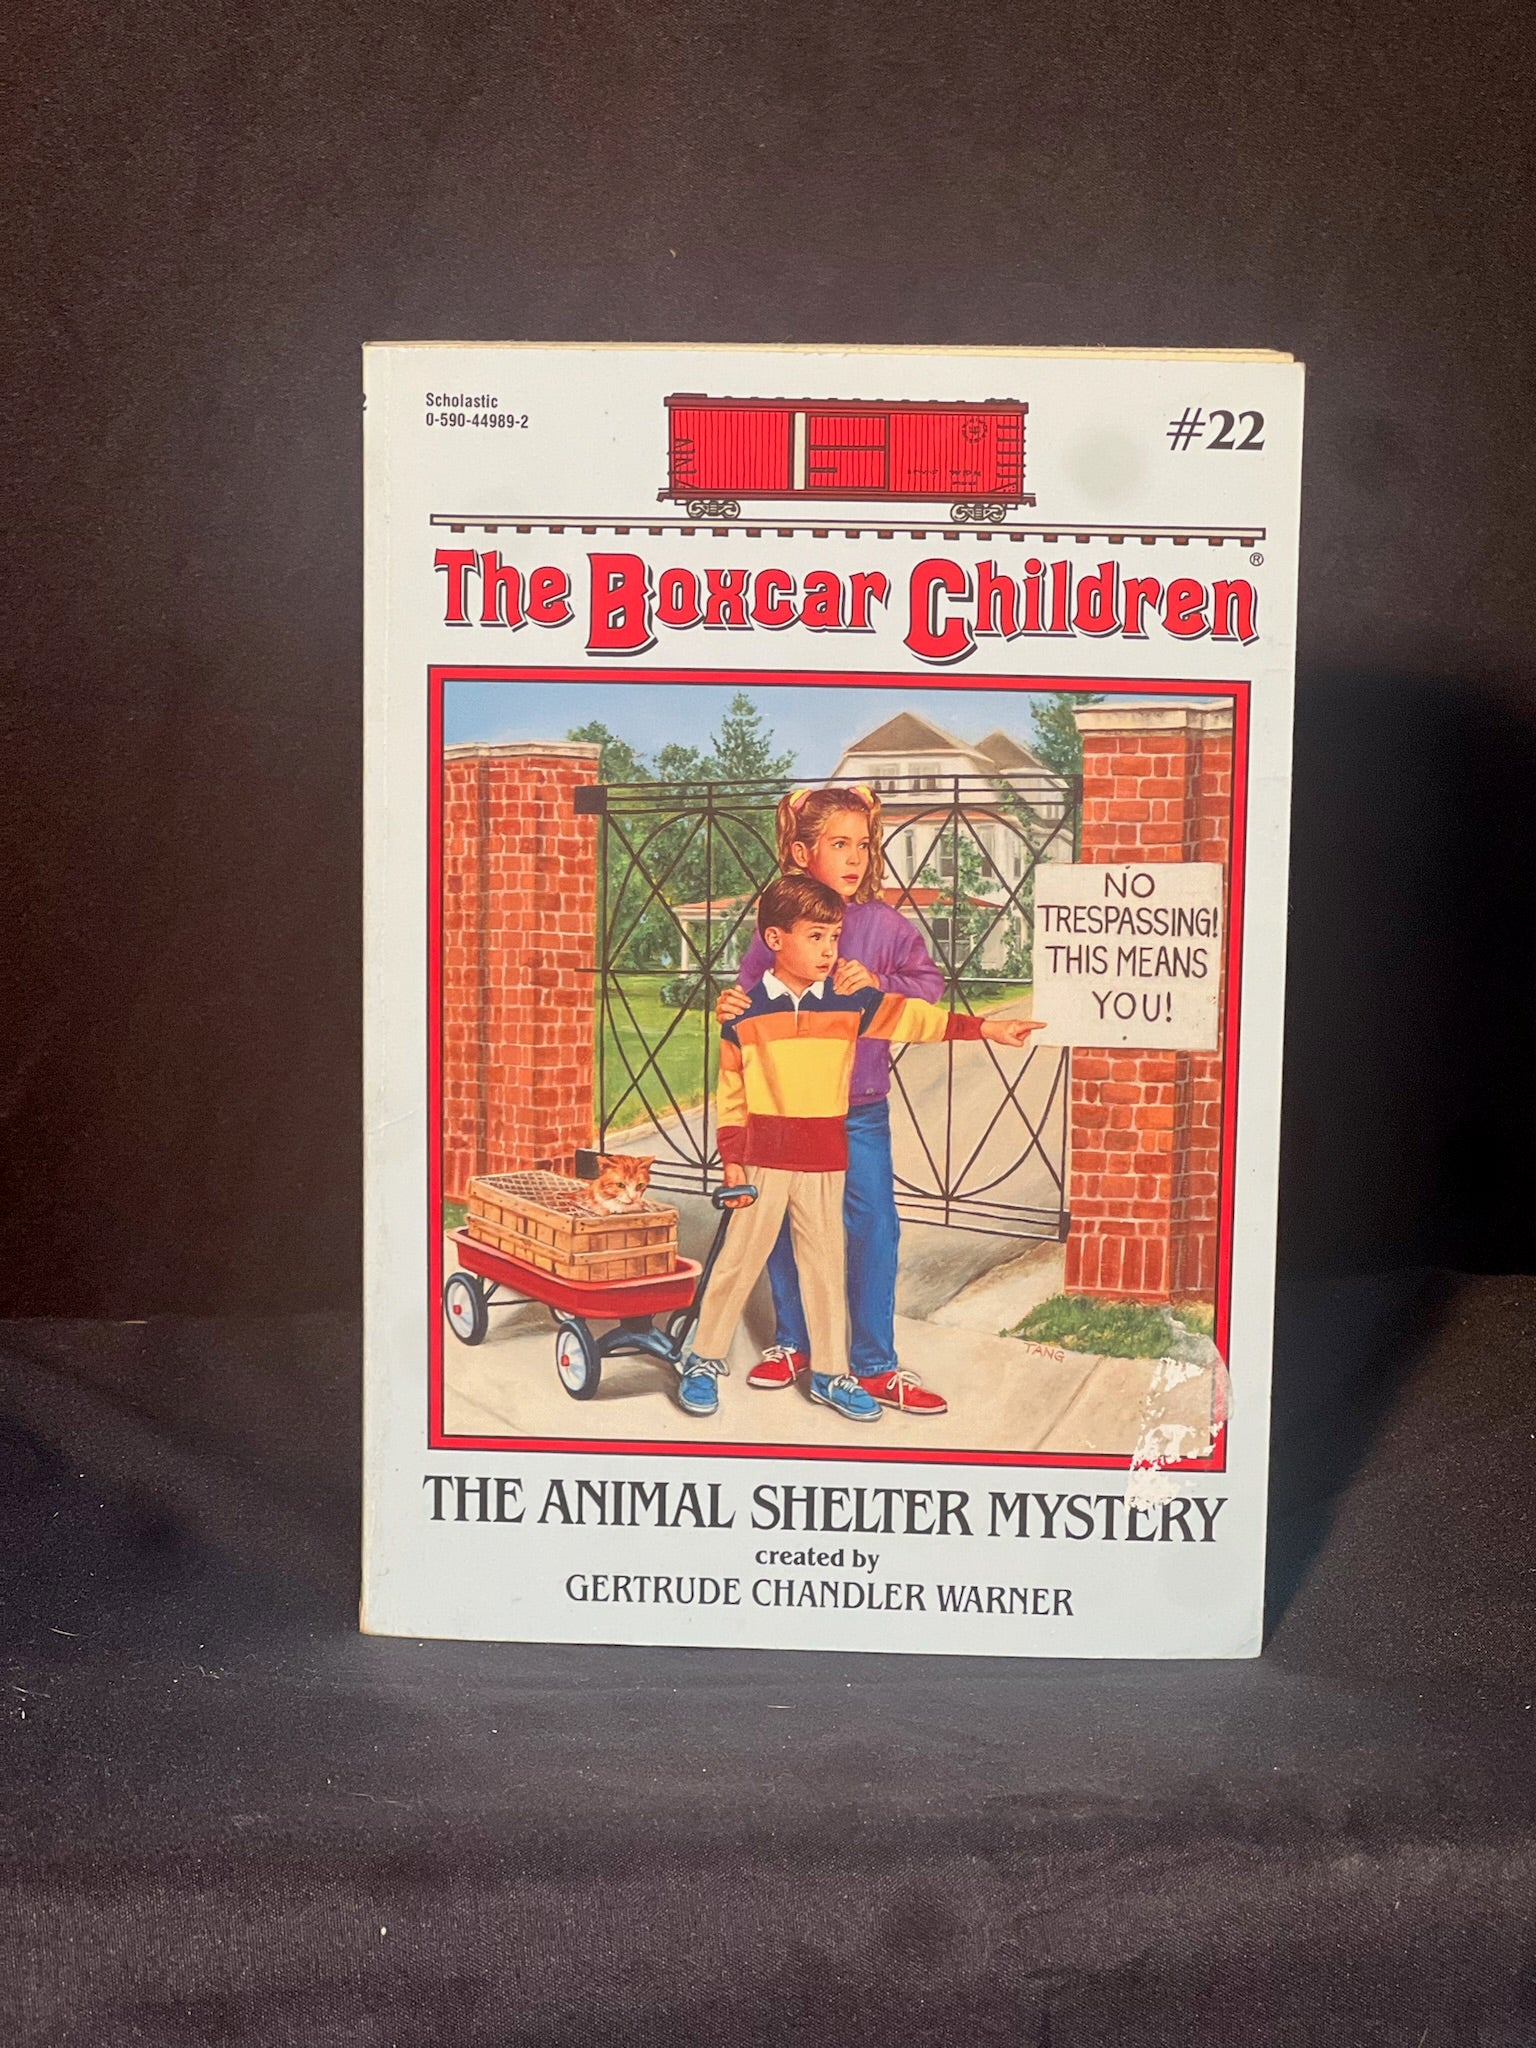 Scholastic
0-590-44989-2
#22
The Boxcar Children®
NO
TRESPASSING!
THIS MEANS
YOU!
TANG
THE ANIMAL SHELTER MYSTERY
created by
GERTRUDE CHANDLER WARNER